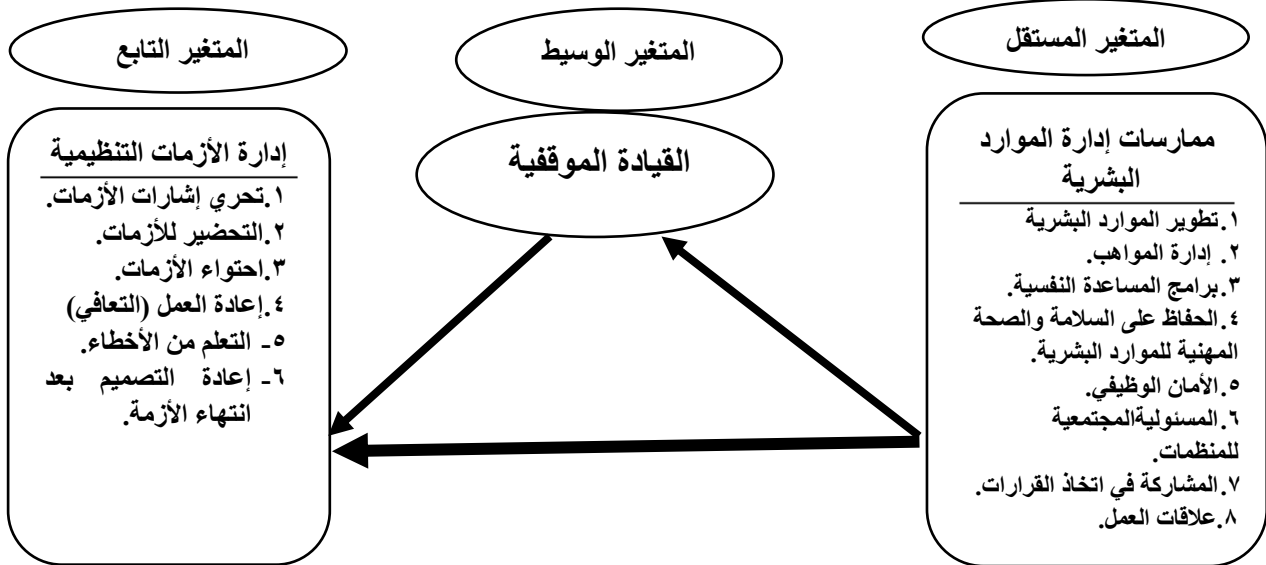 المتغير المستقل
ممارسات إدارة الموارد
البشرية
١.تطوير الموارد البشرية
٢. إدارة المواهب.
٣.برامج المساعدة النفسية.
٤.الحفاظ على السلامة والصحة
المهنية للموارد البشرية.
٥.الأمان الوظيفي.
٦.المسئوليةالمجتمعية
للمنظمات.
٧.المشاركة في اتخاذ القرارات.
٨.علاقات العمل.
المتغير الوسيط
القيادة الموقفية
المتغير التابع
إدارة الأزمات التنظيمية
١.تحري إشارات الأزمات.
٢.التحضير للأزمات.
٣.احتواء الأزمات.
٤.إعادة العمل (التعافي)
٥- التعلم من الأخطاء.
٦- إعادة التصميم بعد
انتهاء الأزمة.